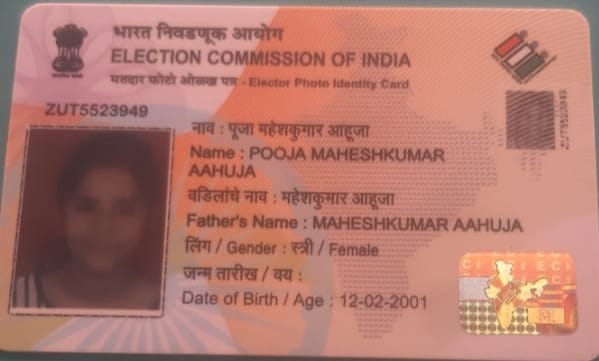 भारत निवडणूक आयोग
ELECTION COMMISSION OF INDIA
मतदार फोटो ओळख पत्र - Elector Photo Identity Card
ZUT5523949
ZUT5523949
नाव : पूजा महेशकुमार आहूजा
Name : POOJA MAHESHKUMAR
AAHUJA
वडिलांचे नाव : महेशकुमार आहूजा
Father's Name : MAHESHKUMAR AAHUJA
लिंग / Gender : स्त्री / Female
जन्म तारीख / वय :
Date of Birth / Age : 12-02-2001